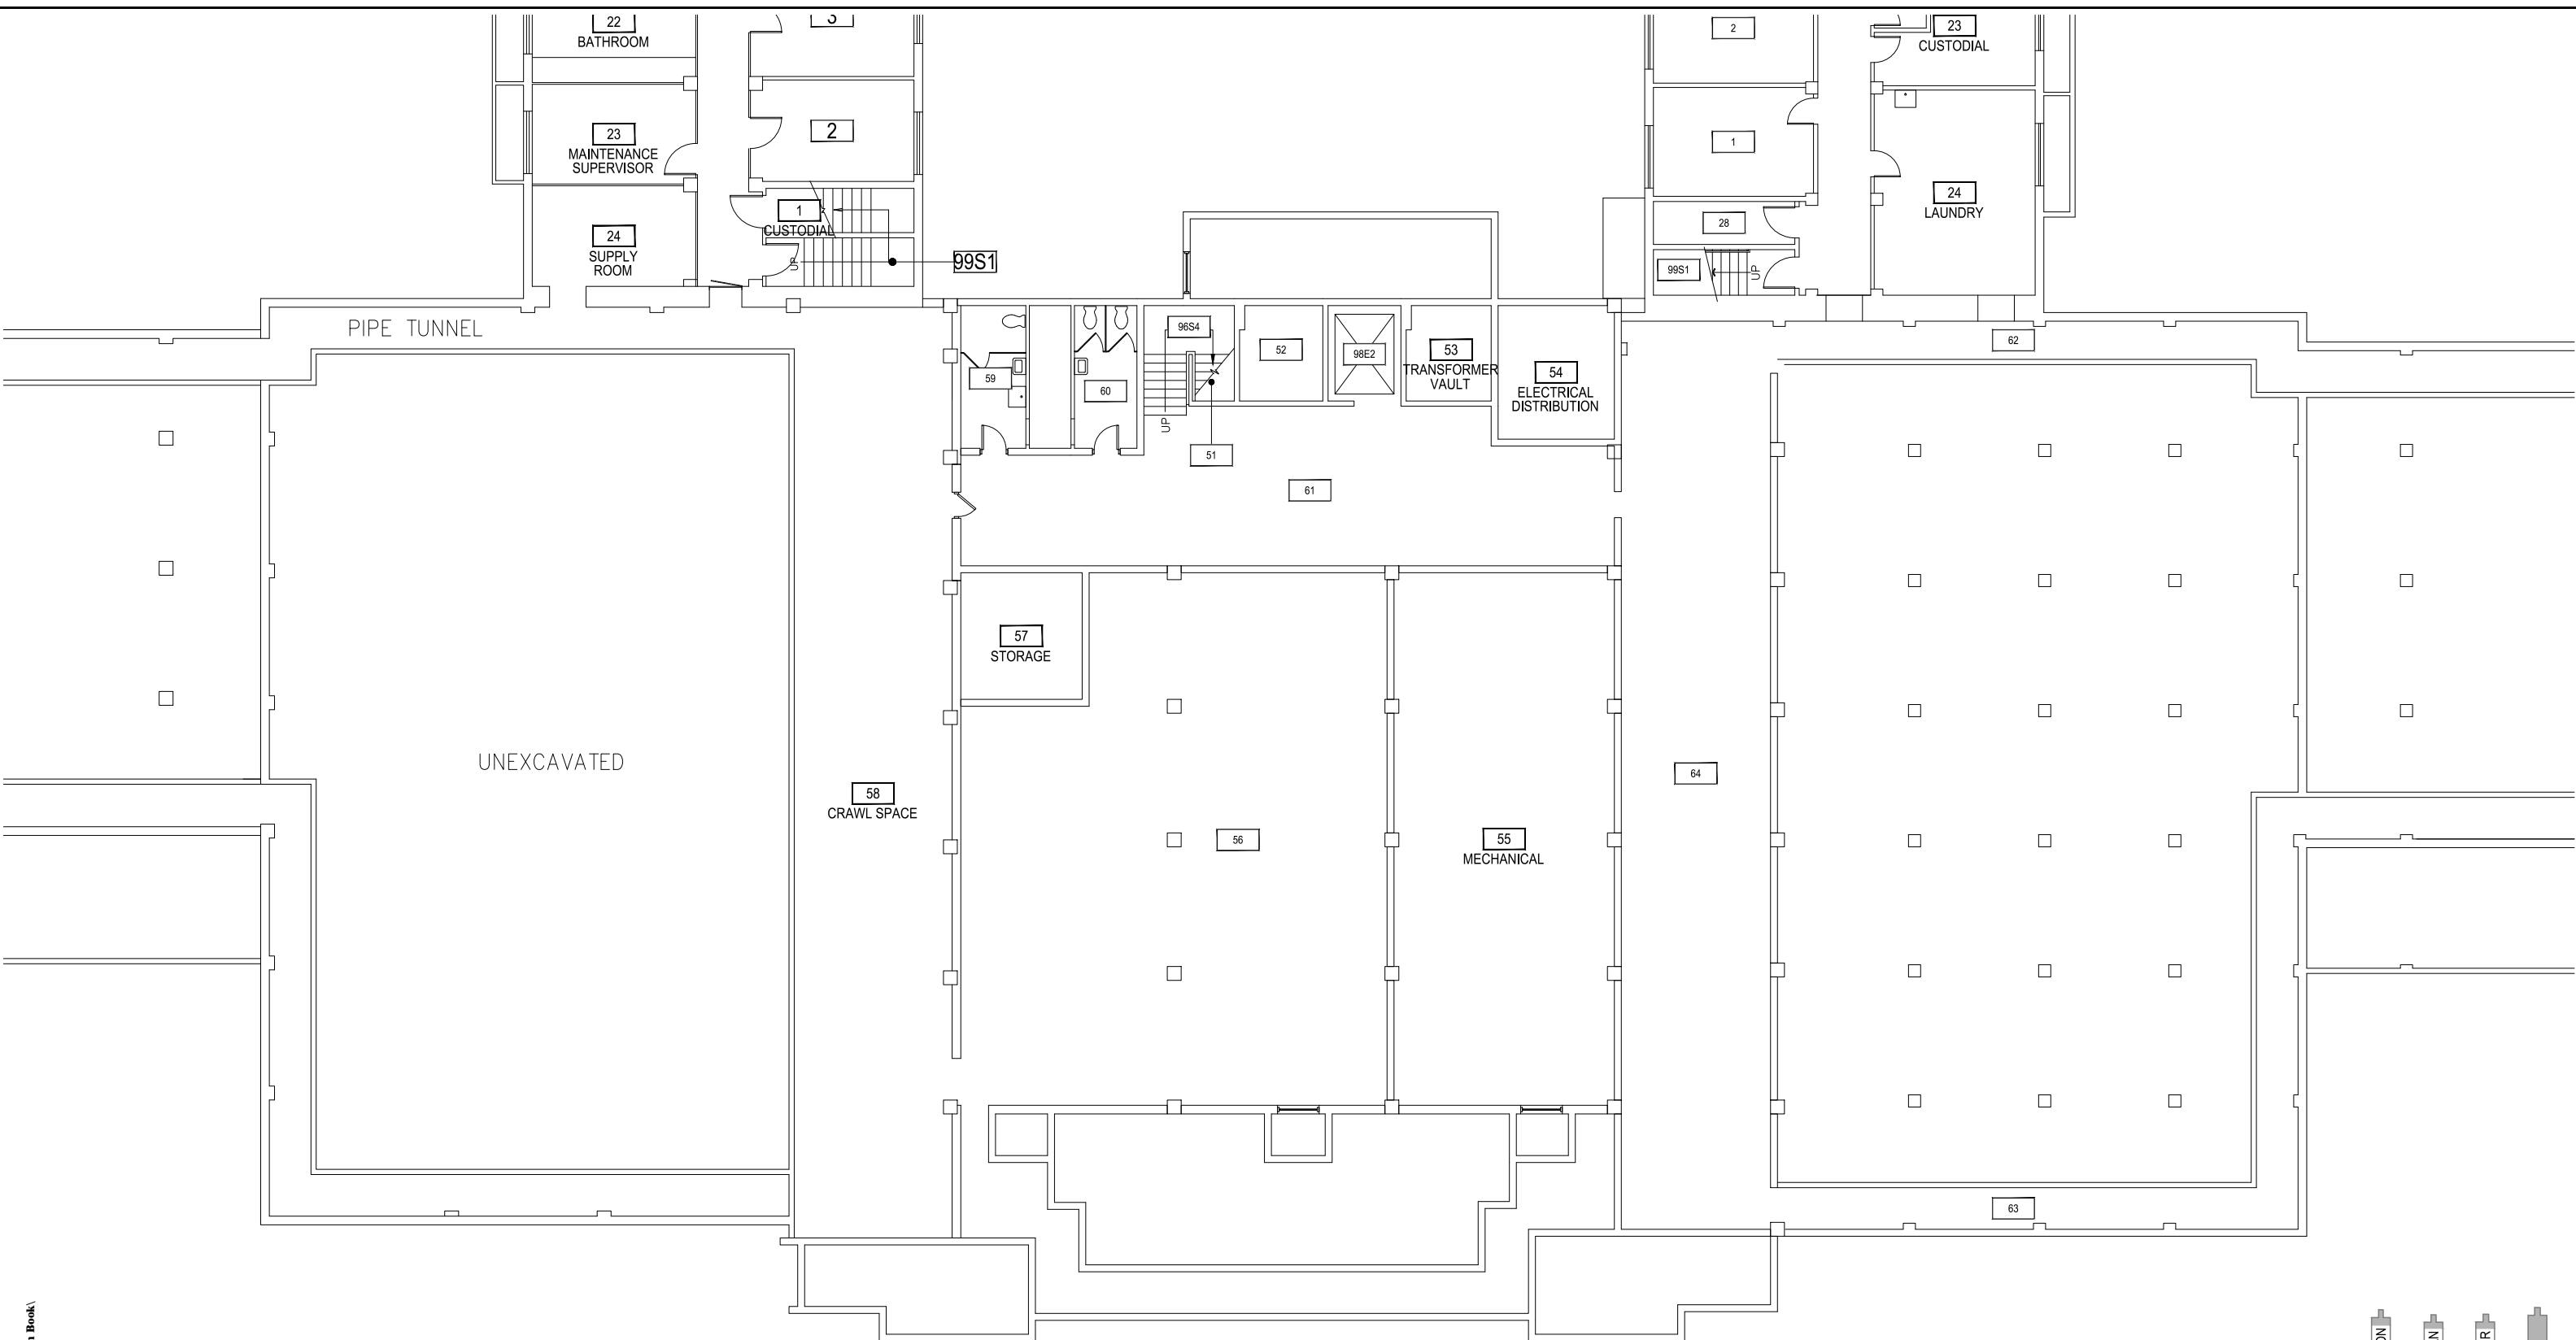 22
BATHROOM
3
2
23
CUSTODIAL
23
MAINTENANCE
SUPERVISOR
2
1
24
LAUNDRY
1
CUSTODIAL
24
SUPPLY
ROOM
UP
99S1
28
99S1
UP
PIPE TUNNEL
96S4
52
98E2
53
TRANSFORMER
VAULT
54
ELECTRICAL
DISTRIBUTION
62
59
60
UP
51
61
57
STORAGE
UNEXCAVATED
58
CRAWL SPACE
56
55
MECHANICAL
64
63
Book\